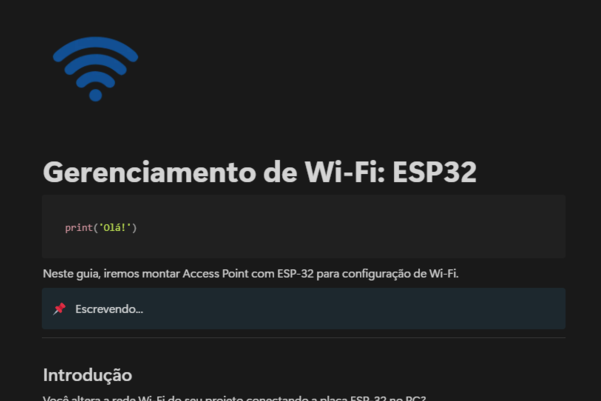 Gerenciamento de Wi-Fi: ESP32
print('Olá!')
Neste guia, iremos montar Access Point com ESP-32 para configuração de Wi-Fi.
Escrevendo...
Introdução
Você altera a rede Wi-Fi do seu projeto conectando a placa ESP-32 no PC?